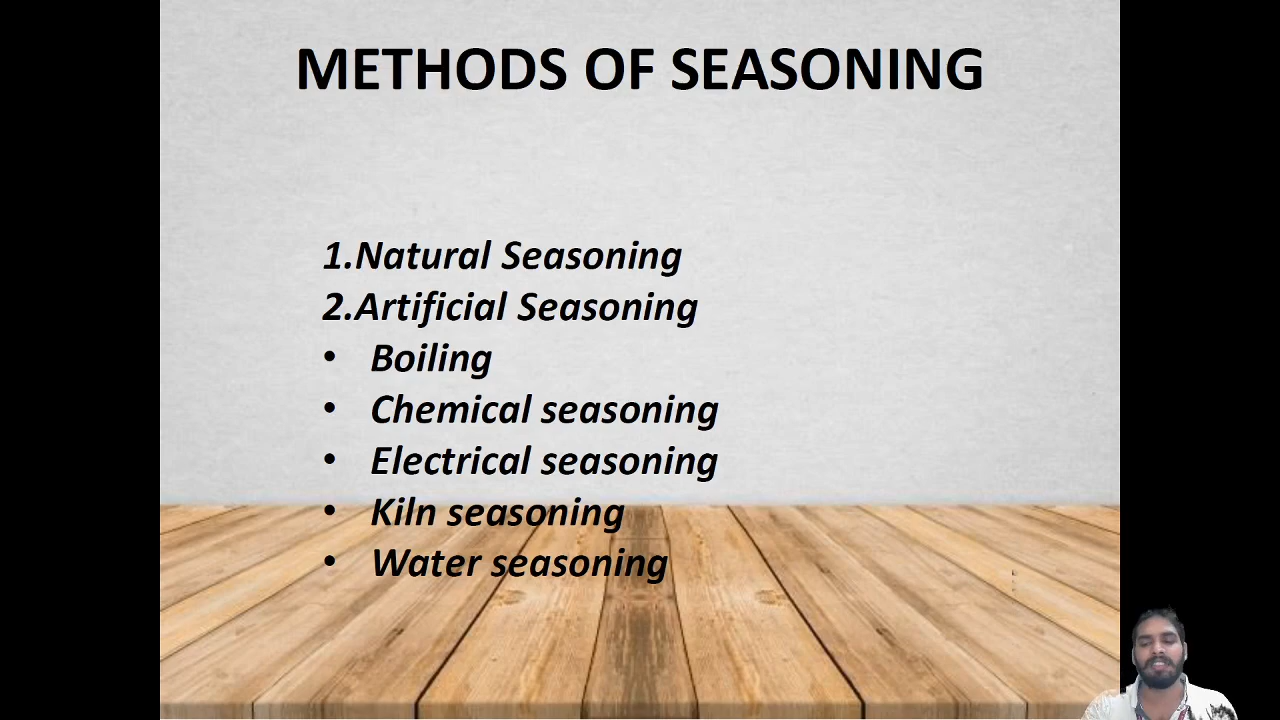 METHODS OF SEASONING
1.Natural Seasoning
2.Artificial Seasoning
• Boiling
• Chemical seasoning
• Electrical seasoning
• Kiln seasoning
• Water seasoning